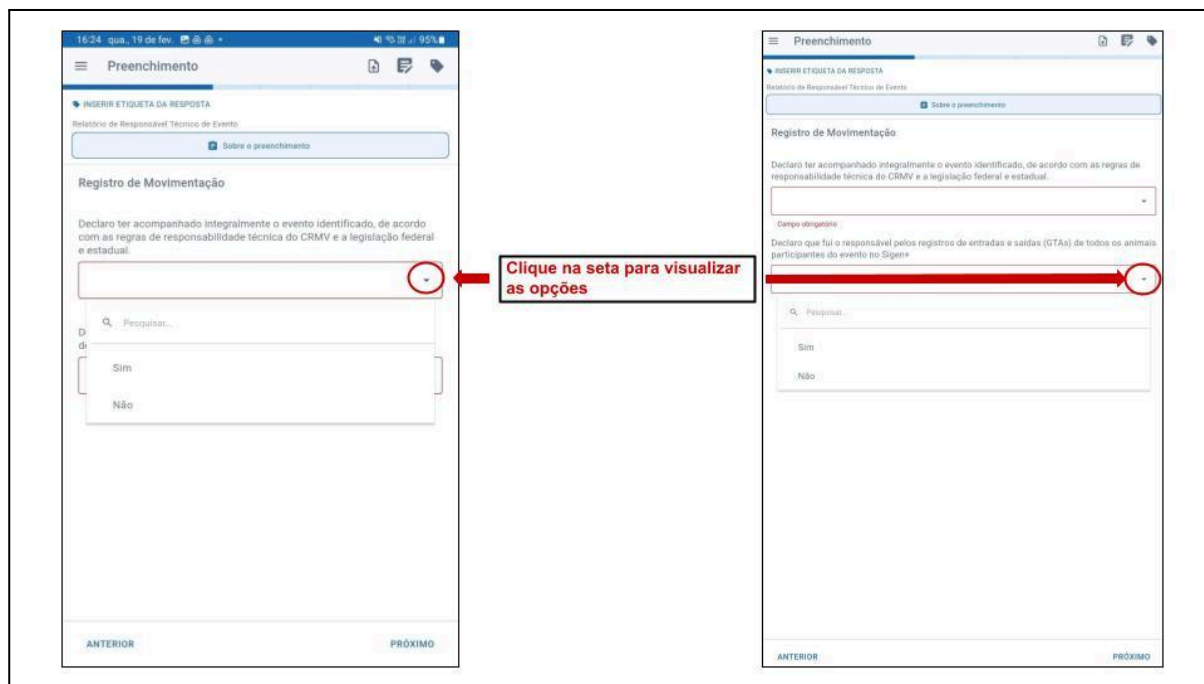 16:24 qua., 19 de fev.
95%
Preenchimento
INSERIR ETIQUETA DA RESPOSTA
Relatório de Responsável Técnico de Evento
Sobre o preenchimento
Registro de Movimentação
Declaro ter acompanhado integralmente o evento identificado, de acordo
com as regras de responsabilidade técnica do CRMV e a legislação federal
e estadual.
Pesquisar...
D
de
Sim
Não
ANTERIOR
PRÓXIMO
Clique na seta para visualizar
as opções
Preenchimento
INSERIR ETIQUETA DA RESPOSTA
Relatório de Responsável Técnico de Evento
Sobre o preenchimento
Registro de Movimentação
Declaro ter acompanhado integralmente o evento identificado, de acordo com as regras de
responsabilidade técnica do CRMV e a legislação federal e estadual.
Campo obrigatório
Declaro que fui o responsável pelos registros de entradas e saídas (GTAs) de todos os animais
participantes do evento no Sigen+
Pesquisar...
Sim
Não
ANTERIOR
PRÓXIMO